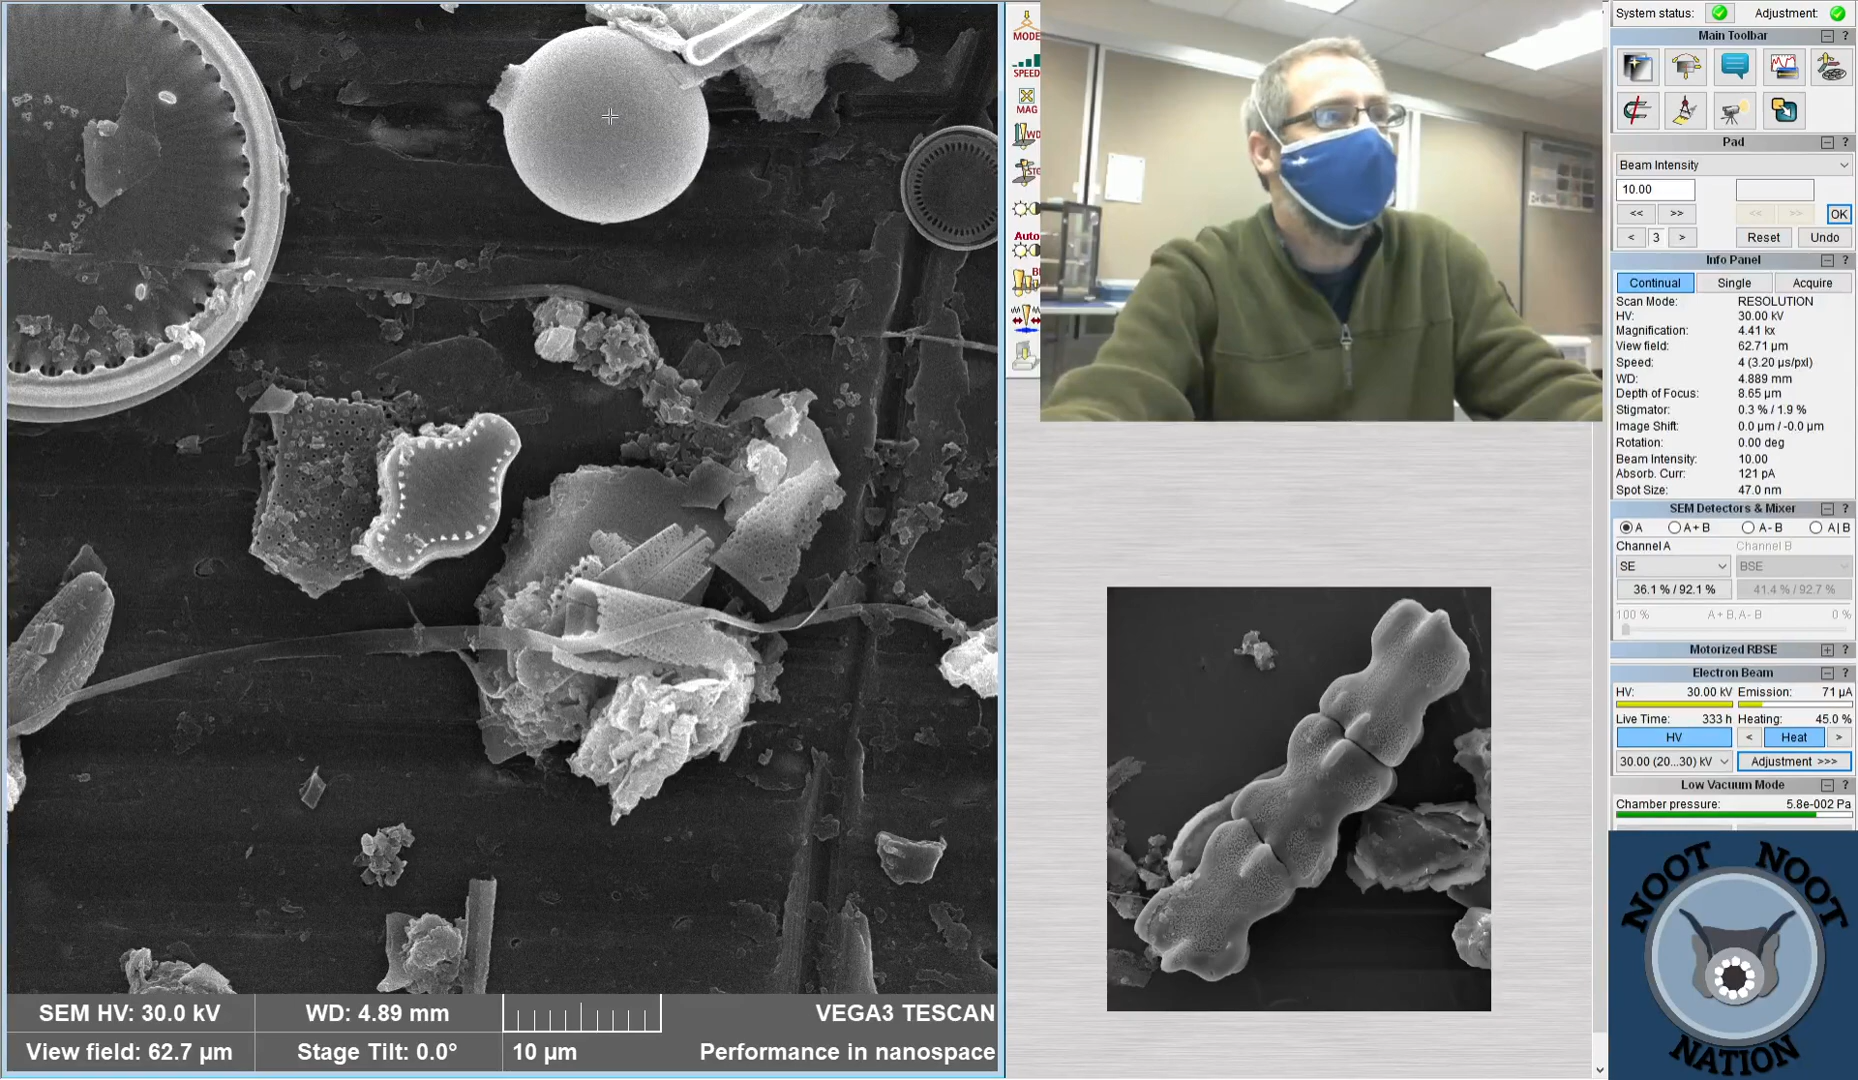 System status: Adjustment:
Main Toolbar
MODE
SPEED
MAG
WD
Auto
Pad
Beam Intensity
10.00
<< >> << >> OK
< 3 > Reset Undo
Info Panel
Continual Single Acquire
Scan Mode: RESOLUTION
HV: 30.00 kV
Magnification: 4.41 kx
View field: 62.71 µm
Speed: 4 (3.20 µs/pxl)
WD: 4.889 mm
Depth of Focus: 8.65 µm
Stigmator: 0.3 % / 1.9 %
Image Shift: 0.0 µm / -0.0 µm
Rotation: 0.00 deg
Beam Intensity: 10.00
Absorb. Curr: 121 pA
Spot Size: 47.0 nm
SEM Detectors & Mixer
A A + B A - B A | B
Channel A Channel B
SE BSE
36.1 % / 92.1 % 41.4 % / 92.7 %
100 % A + B, A - B 0 %
Motorized RBSE
Electron Beam
HV: 30.00 kV Emission: 71 µA
Live Time: 333 h Heating: 45.0 %
HV < Heat >
30.00 (20...30) kV Adjustment >>>
Low Vacuum Mode
Chamber pressure: 5.8e-002 Pa
NOOT NOOT
NATION
SEM HV: 30.0 kV WD: 4.89 mm VEGA3 TESCAN
View field: 62.7 µm Stage Tilt: 0.0° 10 µm Performance in nanospace